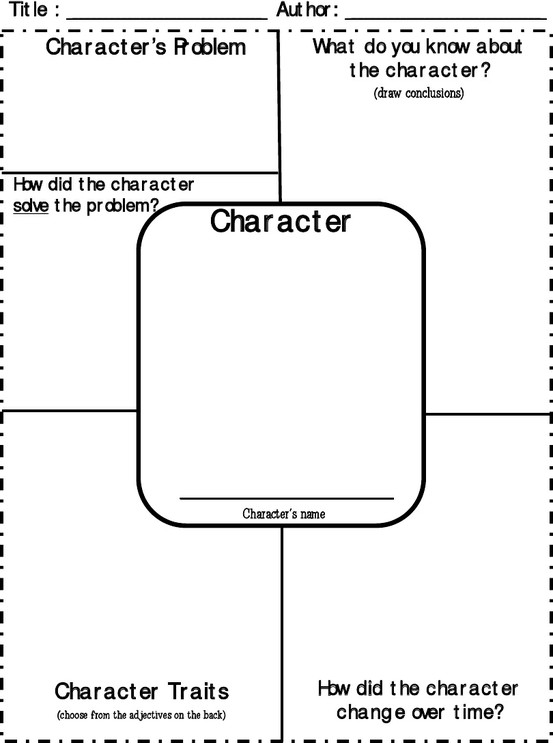 Title: ____________________ Author: ____________________
Character's Problem
What do you know about
the character?
(draw conclusions)
How did the character
solve the problem?
Character
Character's name
Character Traits
(choose from the adjectives on the back)
How did the character
change over time?